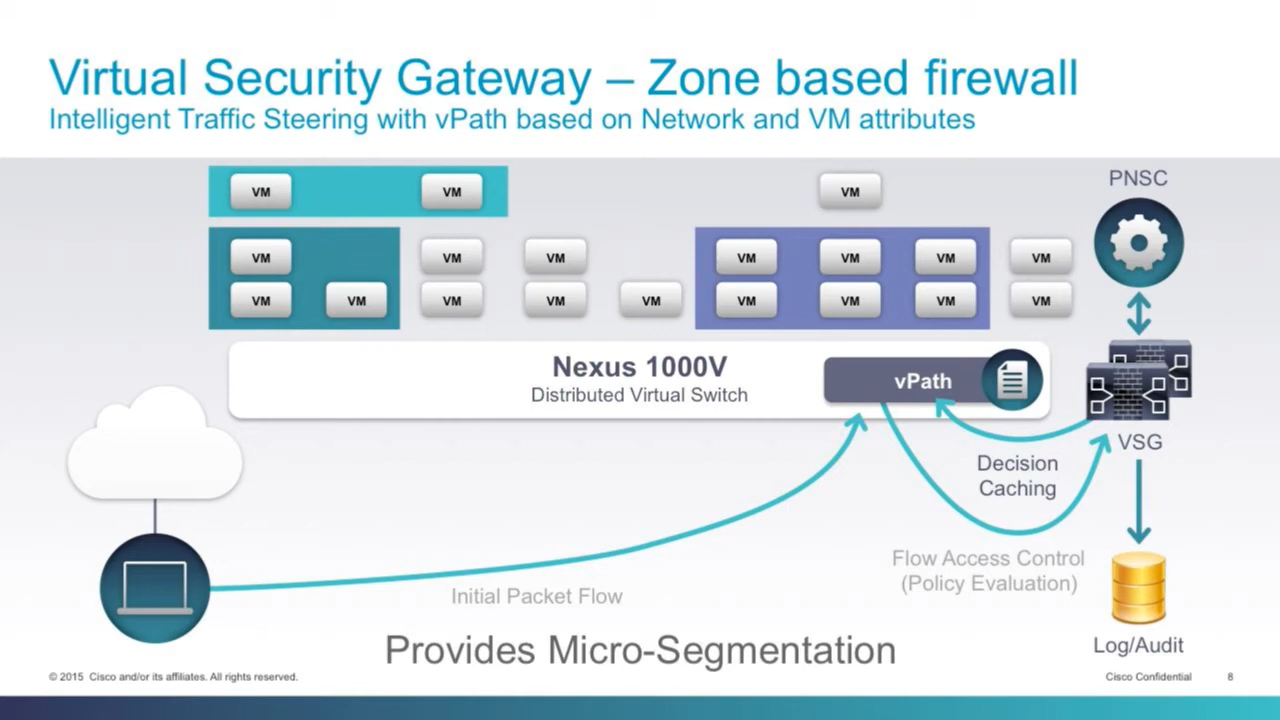 Virtual Security Gateway – Zone based firewall
Intelligent Traffic Steering with vPath based on Network and VM attributes
VM VM VM
PNSC
VM VM VM VM VM VM VM
VM VM VM VM VM VM VM VM VM
Nexus 1000V
Distributed Virtual Switch
vPath
VSG
Decision
Caching
Flow Access Control
(Policy Evaluation)
Initial Packet Flow
Log/Audit
Provides Micro-Segmentation
© 2015 Cisco and/or its affiliates. All rights reserved.
Cisco Confidential 8